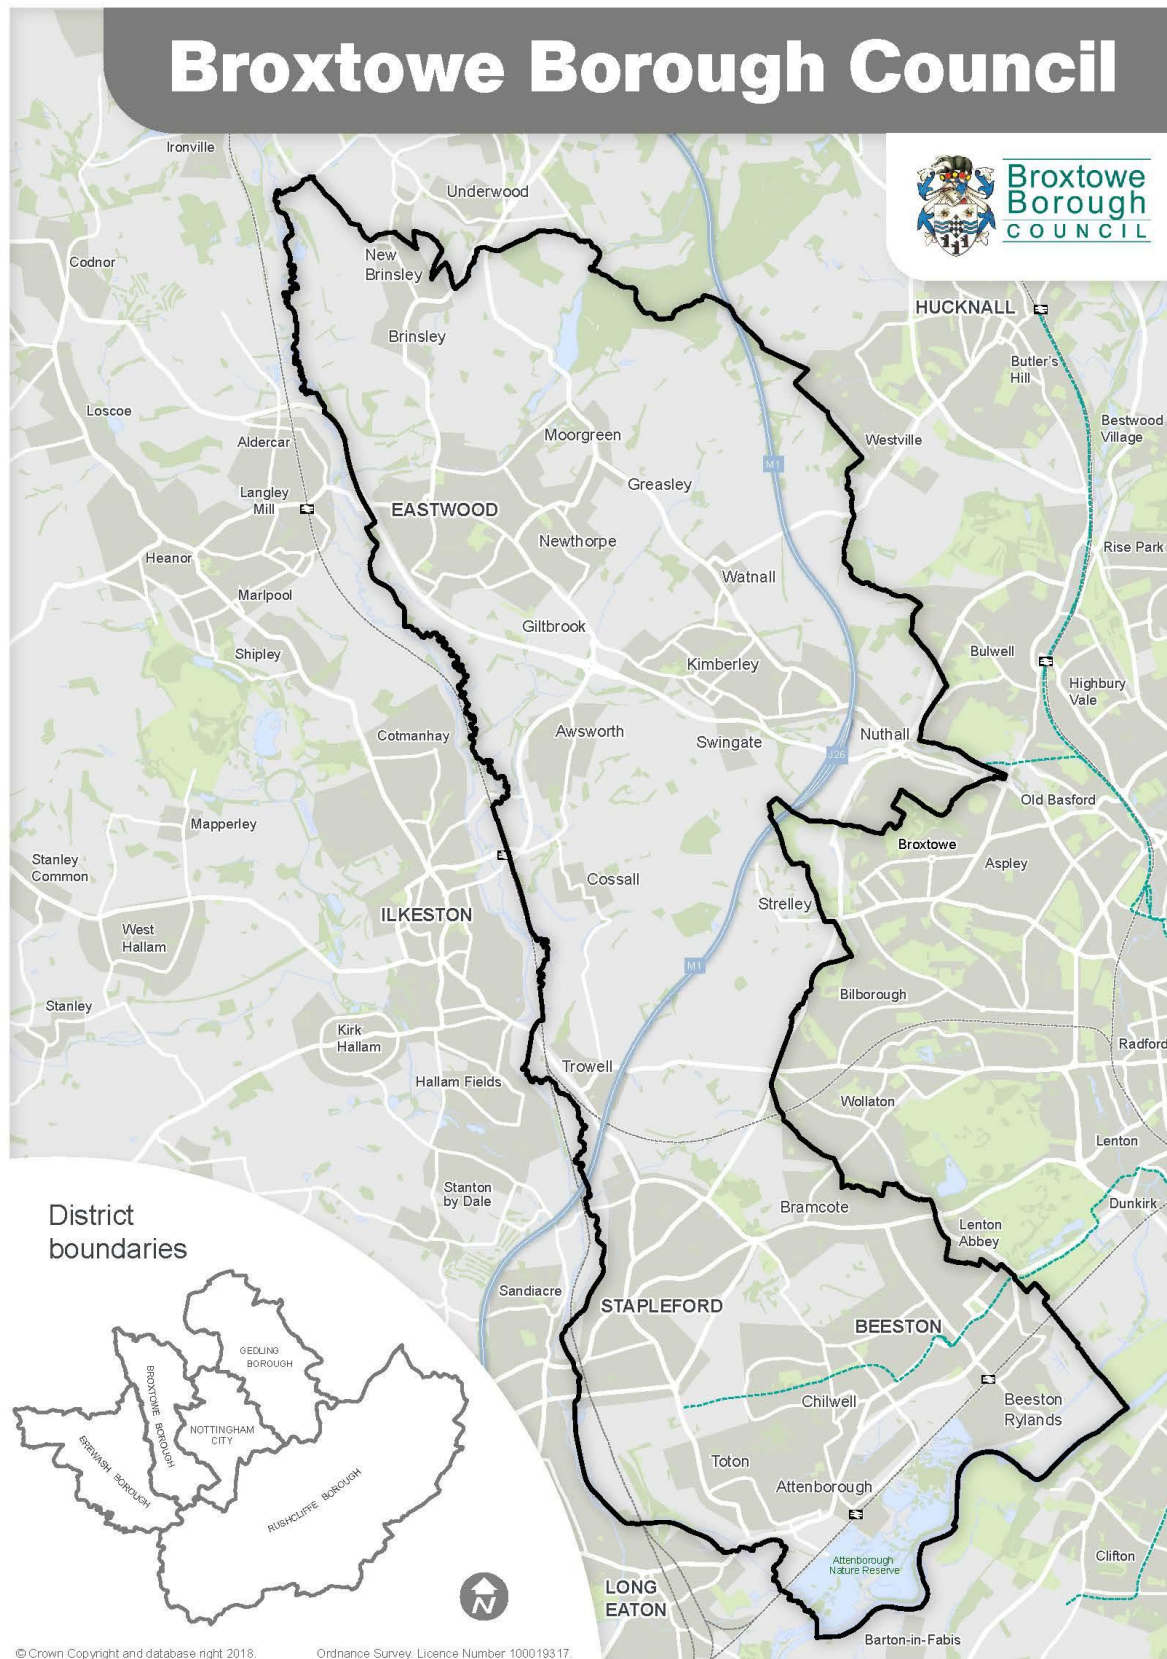 Broxtowe Borough Council
Broxtowe
Borough
COUNCIL
Ironville
Underwood
New
Brinsley
Codnor
HUCKNALL
Brinsley
Butler's
Hill
Loscoe
Aldercar
Moorgreen
Westville
Bestwood
Village
M1
Langley
Mill
EASTWOOD
Greasley
Heanor
Newthorpe
Rise Park
Marlpool
Watnall
Giltbrook
Shipley
Kimberley
Bulwell
Highbury
Vale
Cotmanhay
Awsworth
Swingate
Nuthall
J26
Old Basford
Mapperley
Broxtowe
Stanley
Common
Aspley
Cossall
Strelley
ILKESTON
West
Hallam
M1
Bilborough
Stanley
Kirk
Hallam
Radford
Trowell
Hallam Fields
Wollaton
Lenton
Stanton
by Dale
Bramcote
Dunkirk
Lenton
Abbey
Sandiacre
STAPLEFORD
BEESTON
Chilwell
Beeston
Rylands
Toton
Attenborough
Attenborough
Nature Reserve
Clifton
LONG
EATON
Barton-in-Fabis
District
boundaries
GEDLING
BOROUGH
BROXTOWE BOROUGH
NOTTINGHAM
CITY
EREWASH BOROUGH
RUSHCLIFFE BOROUGH
N
© Crown Copyright and database right 2018.
Ordnance Survey. Licence Number 100019317.